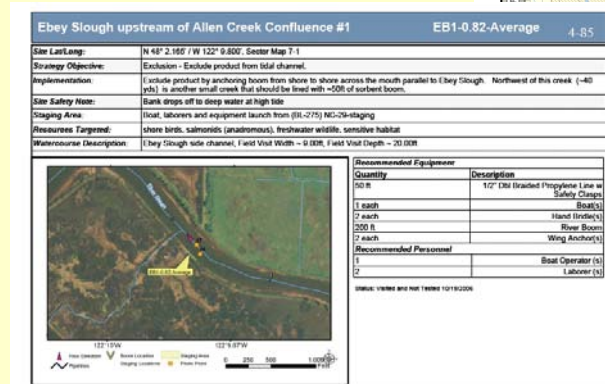 Ebey Slough upstream of Allen Creek Confluence #1 EB1-0.82-Average 4-85
Site Lat/Long: N 48° 2.165' / W 122° 9.800', Sector Map 7-1
Strategy Objective: Exclusion - Exclude product from tidal channel.
Implementation: Exclude product by anchoring boom from shore to shore across the mouth parallel to Ebey Slough. Northwest of this creek (~40
yds) is another small creek that should be lined with ~50ft of sorbent boom.
Site Safety Note: Bank drops off to deep water at high tide
Staging Area: Boat, laborers and equipment launch from (BL-275) NC-29-staging
Resources Targeted: shore birds, salmonids (anadromous), freshwater wildlife, sensitive habitat
Watercourse Description: Ebey Slough side channel, Field Visit Width ~ 9.00ft, Field Visit Depth ~ 20.00ft
Ebey Slough
EB1-0.82-Average
122°10'W 122°9.67'W
Flow Direction Boom Location Staging Area
Pipelines Staging Locations Photo Point
0 250 500 1,000
Feet
Recommended Equipment
Quantity Description
50 ft 1/2" Dbl Braided Propylene Line w
Safety Clasps
1 each Boat(s)
2 each Hand Bridle(s)
200 ft River Boom
2 each Wing Anchor(s)
Recommended Personnel
1 Boat Operator (s)
2 Laborer (s)
Status: Visited and Not Tested 10/19/2006